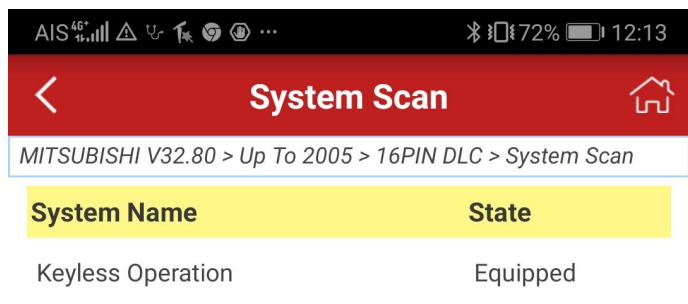 AIS 4G+ 72% 12:13
System Scan
MITSUBISHI V32.80 > Up To 2005 > 16PIN DLC > System Scan
System Name State
Keyless Operation Equipped